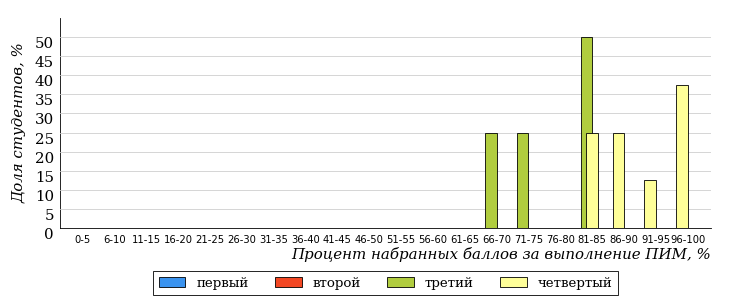 Доля студентов, %
50
45
40
35
30
25
20
15
10
5
0
0-5 6-10 11-15 16-20 21-25 26-30 31-35 36-40 41-45 46-50 51-55 56-60 61-65 66-70 71-75 76-80 81-85 86-90 91-95 96-100
Процент набранных баллов за выполнение ПИМ, %
первый второй третий четвертый